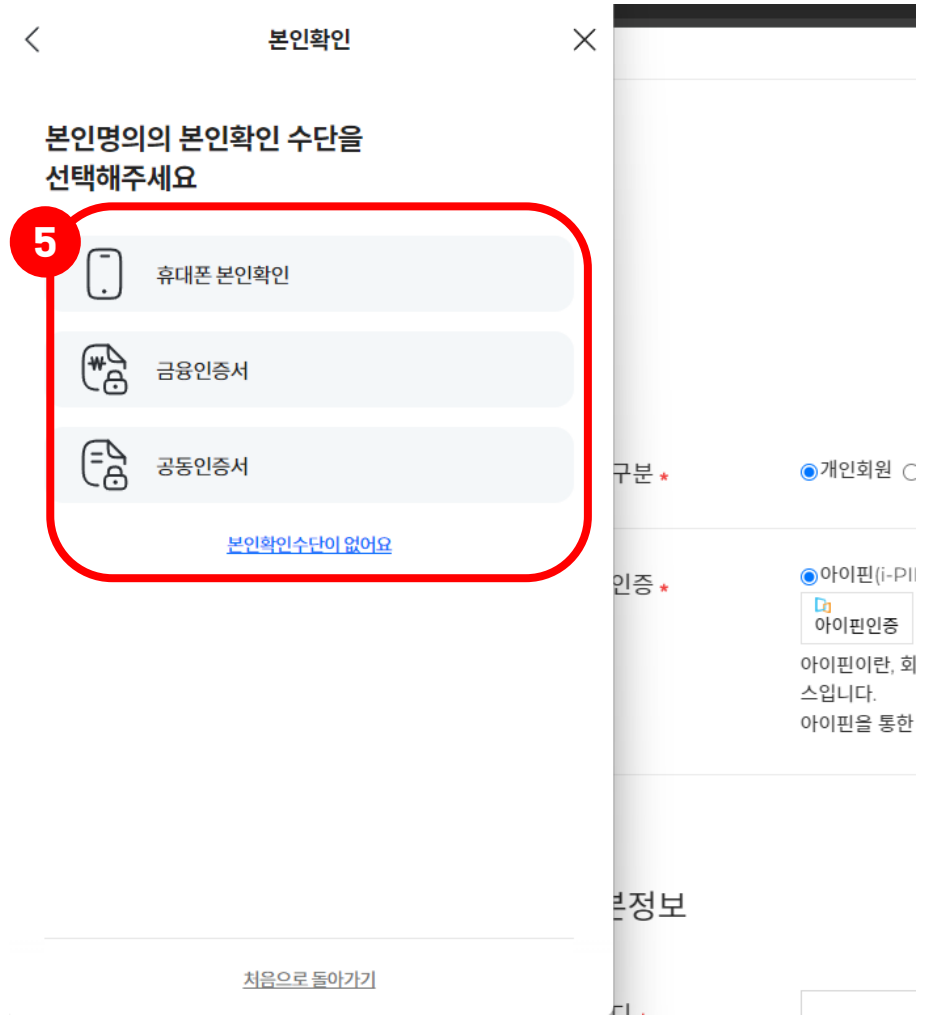 본인확인
본인명의의 본인확인 수단을
선택해주세요
5
휴대폰 본인확인
금융인증서
공동인증서
본인확인수단이 없어요
처음으로 돌아가기
구분 *
개인회원
인증 *
아이핀(i-PI
아이핀인증
아이핀이란, 회
스입니다.
아이핀을 통한
본정보